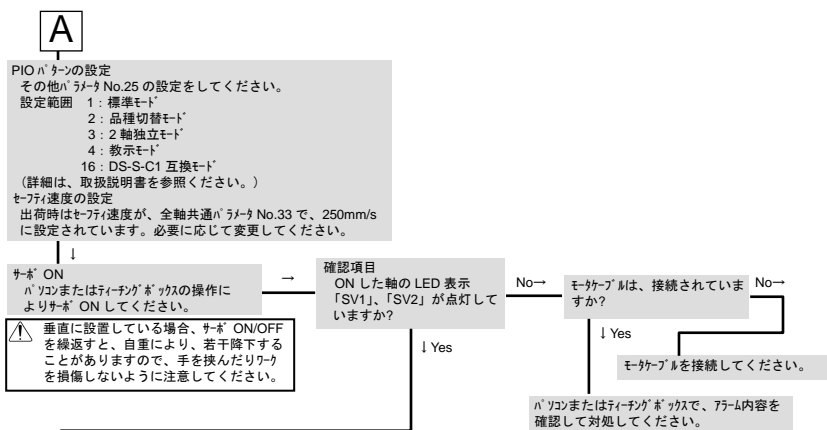 A
PIO ﾊﾟﾀｰﾝの設定
その他ﾊﾟﾗﾒｰﾀ No.25 の設定をしてください。
設定範囲 1：標準ﾓｰﾄﾞ
2：品種切替ﾓｰﾄﾞ
3：2 軸独立ﾓｰﾄﾞ
4：教示ﾓｰﾄﾞ
16：DS-S-C1 互換ﾓｰﾄﾞ
(詳細は、取扱説明書を参照ください。)
ｾｰﾌﾃｨ速度の設定
出荷時はｾｰﾌﾃｨ速度が、全軸共通ﾊﾟﾗﾒｰﾀ No.33 で、250mm/s
に設定されています。必要に応じて変更してください。
↓
ｻｰﾎﾞ ON
ﾊﾟｿｺﾝまたはﾃｨｰﾁﾝｸﾞﾎﾞｯｸｽの操作に
よりｻｰﾎﾞ ON してください。
→
確認項目
ON した軸の LED 表示
「SV1」、「SV2」が点灯して
いますか?
No→
ﾓｰﾀｹｰﾌﾞﾙは、接続されていま
すか?
No→
垂直に設置している場合、ｻｰﾎﾞ ON/OFF
を繰返すと、自重により、若干降下する
ことがありますので、手を挟んだりﾜｰｸ
を損傷しないように注意してください。
↓Yes
↓Yes
ﾓｰﾀｹｰﾌﾞﾙを接続してください。
ﾊﾟｿｺﾝまたはﾃｨｰﾁﾝｸﾞﾎﾞｯｸｽで、ｱﾗｰﾑ内容を
確認して対処してください。